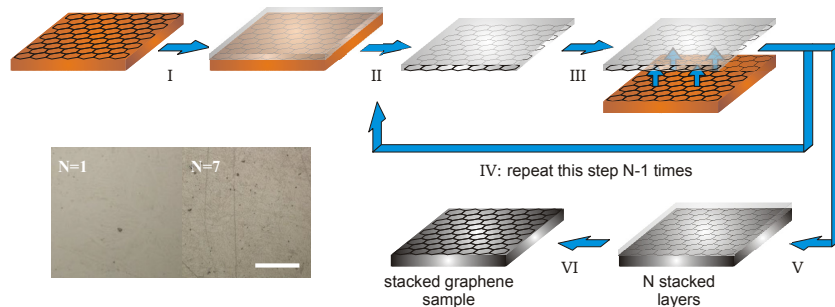 I
II
III
IV: repeat this step N-1 times
N=1
N=7
VI
V
stacked graphene
sample
N stacked
layers